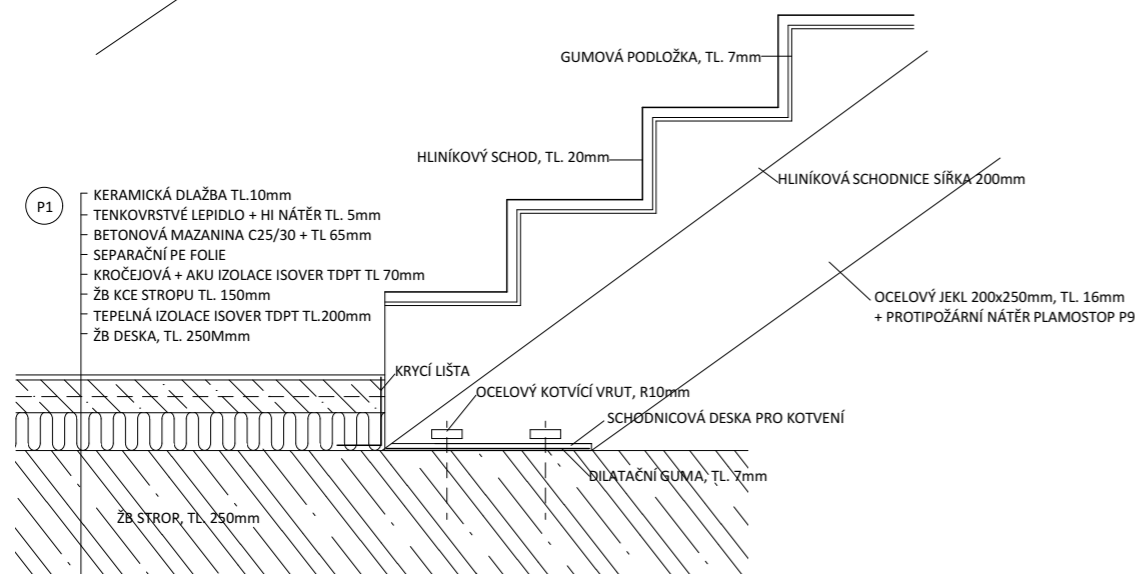 GUMOVÁ PODLOŽKA, TL. 7mm
HLINÍKOVÝ SCHOD, TL. 20mm
HLINÍKOVÁ SCHODNICE SÍŘKA 200mm
P1
KERAMICKÁ DLAŽBA TL.10mm
TENKOVRSTVÉ LEPIDLO + HI NÁTĚR TL. 5mm
BETONOVÁ MAZANINA C25/30 + TL 65mm
SEPARAČNÍ PE FOLIE
KROČEJOVÁ + AKU IZOLACE ISOVER TDPT TL 70mm
ŽB KCE STROPU TL. 150mm
TEPELNÁ IZOLACE ISOVER TDPT TL.200mm
ŽB DESKA, TL. 250Mmm
OCELOVÝ JEKL 200x250mm, TL. 16mm
+ PROTIPOŽÁRNÍ NÁTĚR PLAMOSTOP P9
KRYCÍ LIŠTA
OCELOVÝ KOTVÍCÍ VRUT, R10mm
SCHODNICOVÁ DESKA PRO KOTVENÍ
DILATAČNÍ GUMA, TL. 7mm
ŽB STROP, TL. 250mm